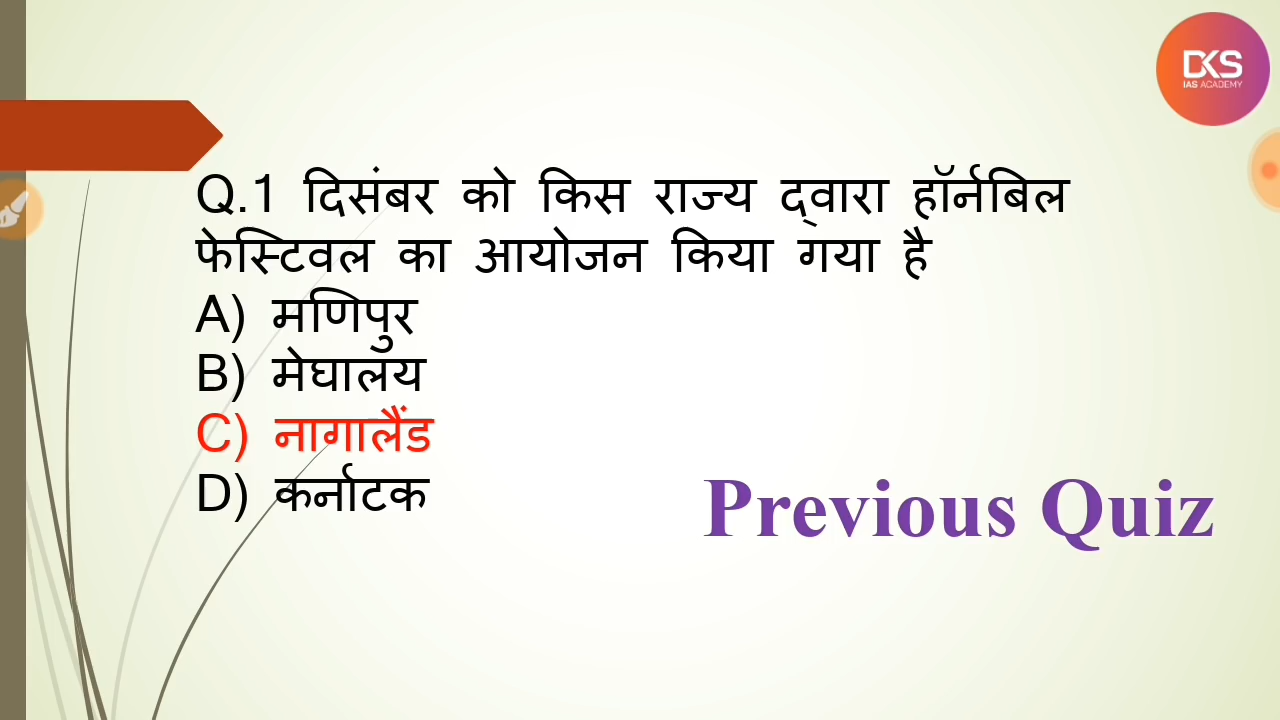 DKS
IAS ACADEMY
Q.1 दिसंबर को किस राज्य द्वारा हॉर्नबिल
फेस्टिवल का आयोजन किया गया है
A) मणिपुर
B) मेघालय
C) नागालैंड
D) कर्नाटक
Previous Quiz